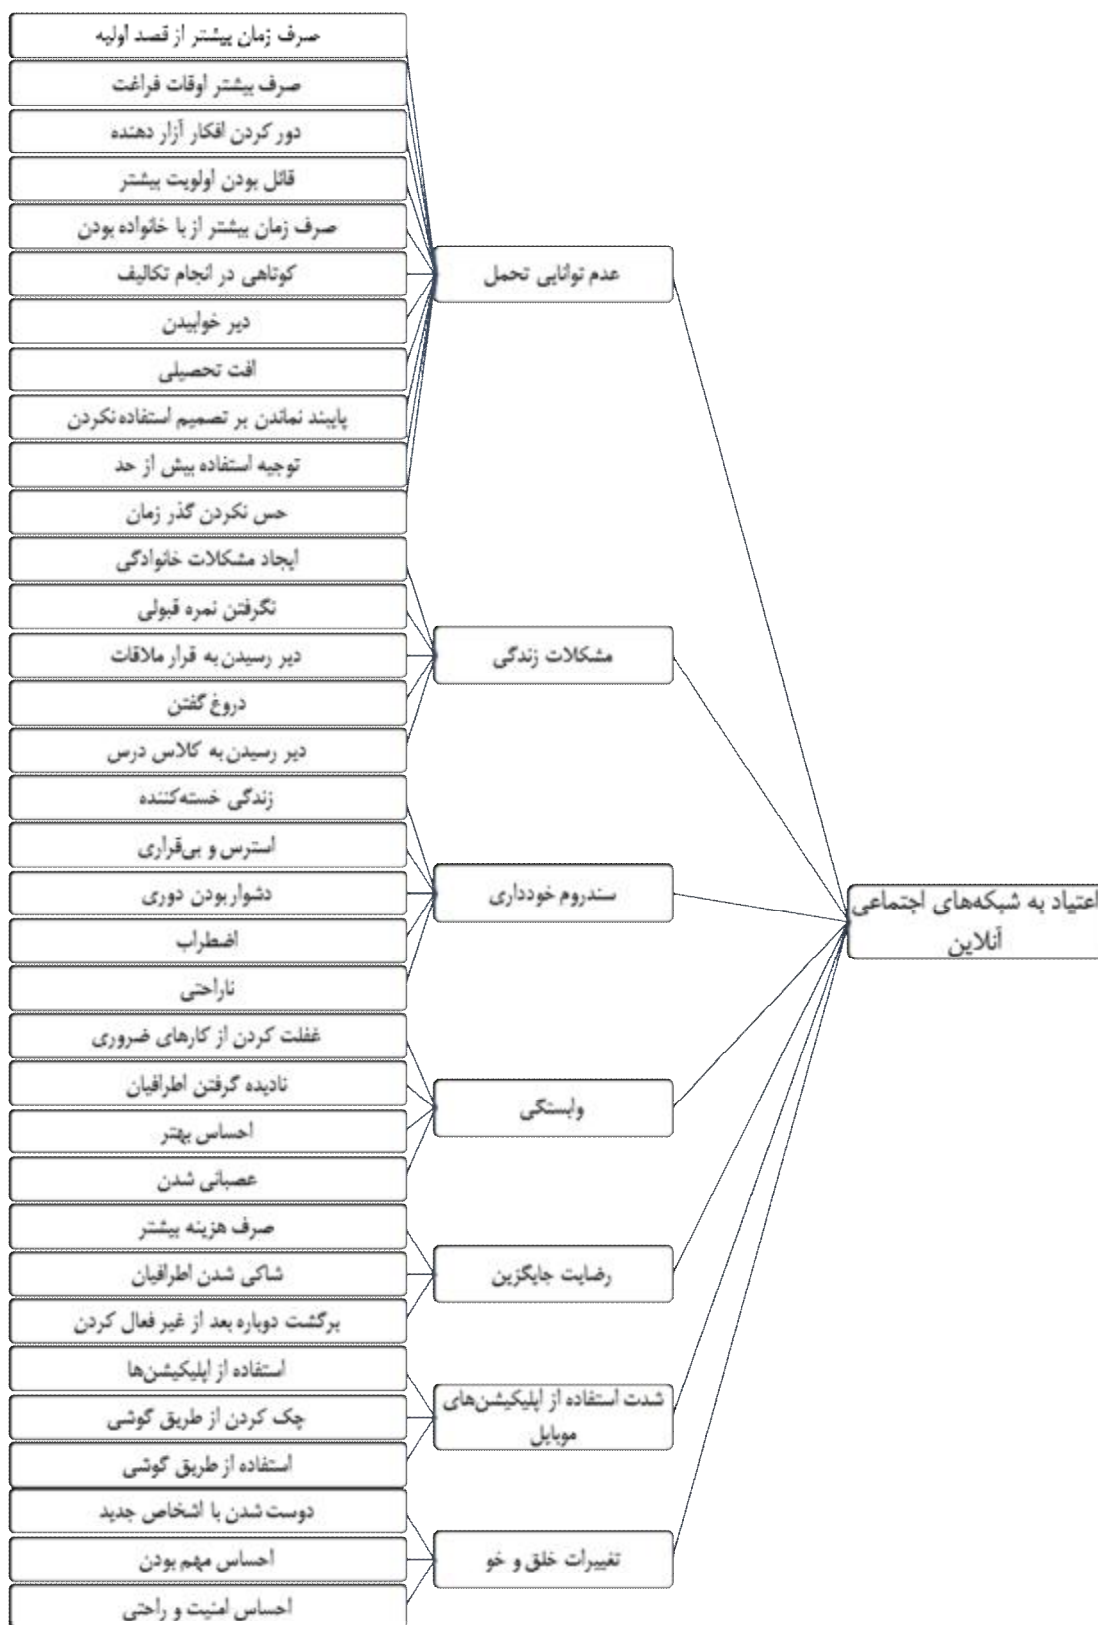 اعتیاد به شبکه‌های اجتماعی
آنلاین
عدم توانایی تحمل
صرف زمان بیشتر از قصد اولیه
صرف بیشتر اوقات فراغت
دور کردن افکار آزار دهنده
قائل بودن اولویت بیشتر
صرف زمان بیشتر از با خانواده بودن
کوتاهی در انجام تکالیف
دیر خوابیدن
افت تحصیلی
پایبند نماندن بر تصمیم استفاده نکردن
توجیه استفاده بیش از حد
حس نکردن گذر زمان
مشکلات زندگی
ایجاد مشکلات خانوادگی
نگرفتن نمره قبولی
دیر رسیدن به قرار ملاقات
دروغ گفتن
دیر رسیدن به کلاس درس
سندروم خودداری
زندگی خسته‌کننده
استرس و بی‌قراری
دشوار بودن دوری
اضطراب
ناراحتی
وابستگی
غفلت کردن از کارهای ضروری
نادیده گرفتن اطرافیان
احساس بهتر
عصبانی شدن
رضایت جایگزین
صرف هزینه بیشتر
شاکی شدن اطرافیان
برگشت دوباره بعد از غیر فعال کردن
شدت استفاده از اپلیکیشن‌های
موبایل
استفاده از اپلیکیشن‌ها
چک کردن از طریق گوشی
استفاده از طریق گوشی
تغییرات خلق و خو
دوست شدن با اشخاص جدید
احساس مهم بودن
احساس امنیت و راحتی